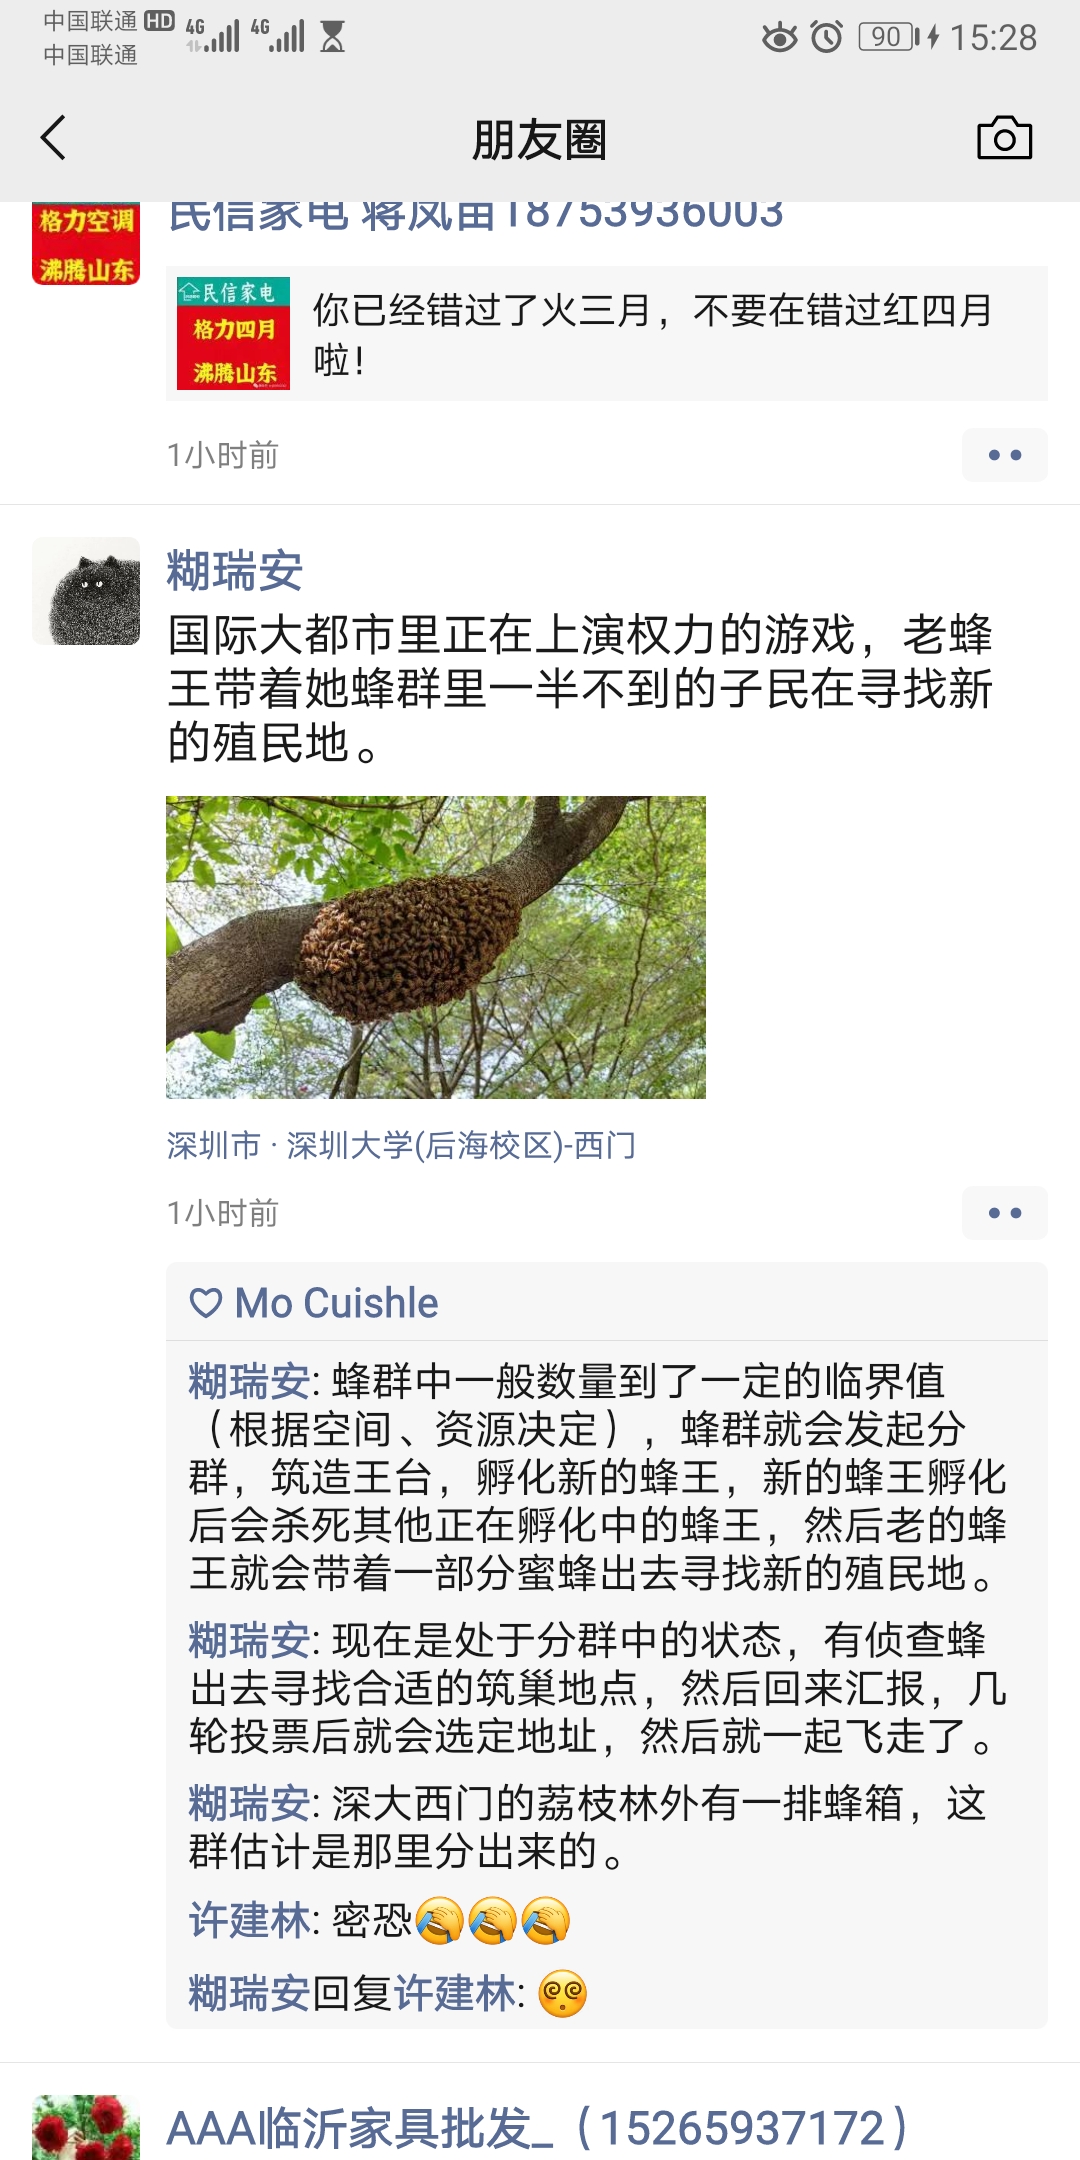 中国联通 HD 4G 4G 90 15:28
中国联通
朋友圈
格力空调
沸腾山东
民信家电 蒋凤苗18753936003
民信家电
格力四月
沸腾山东
你已经错过了火三月，不要在错过红四月
啦！
1小时前
糊瑞安
国际大都市里正在上演权力的游戏，老蜂
王带着她蜂群里一半不到的子民在寻找新
的殖民地。
深圳市 · 深圳大学(后海校区)-西门
1小时前
Mo Cuishle
糊瑞安: 蜂群中一般数量到了一定的临界值
（根据空间、资源决定），蜂群就会发起分
群，筑造王台，孵化新的蜂王，新的蜂王孵化
后会杀死其他正在孵化中的蜂王，然后老的蜂
王就会带着一部分蜜蜂出去寻找新的殖民地。
糊瑞安: 现在是处于分群中的状态，有侦查蜂
出去寻找合适的筑巢地点，然后回来汇报，几
轮投票后就会选定地址，然后就一起飞走了。
糊瑞安: 深大西门的荔枝林外有一排蜂箱，这
群估计是那里分出来的。
许建林: 密恐
糊瑞安回复许建林:
AAA临沂家具批发_（15265937172）